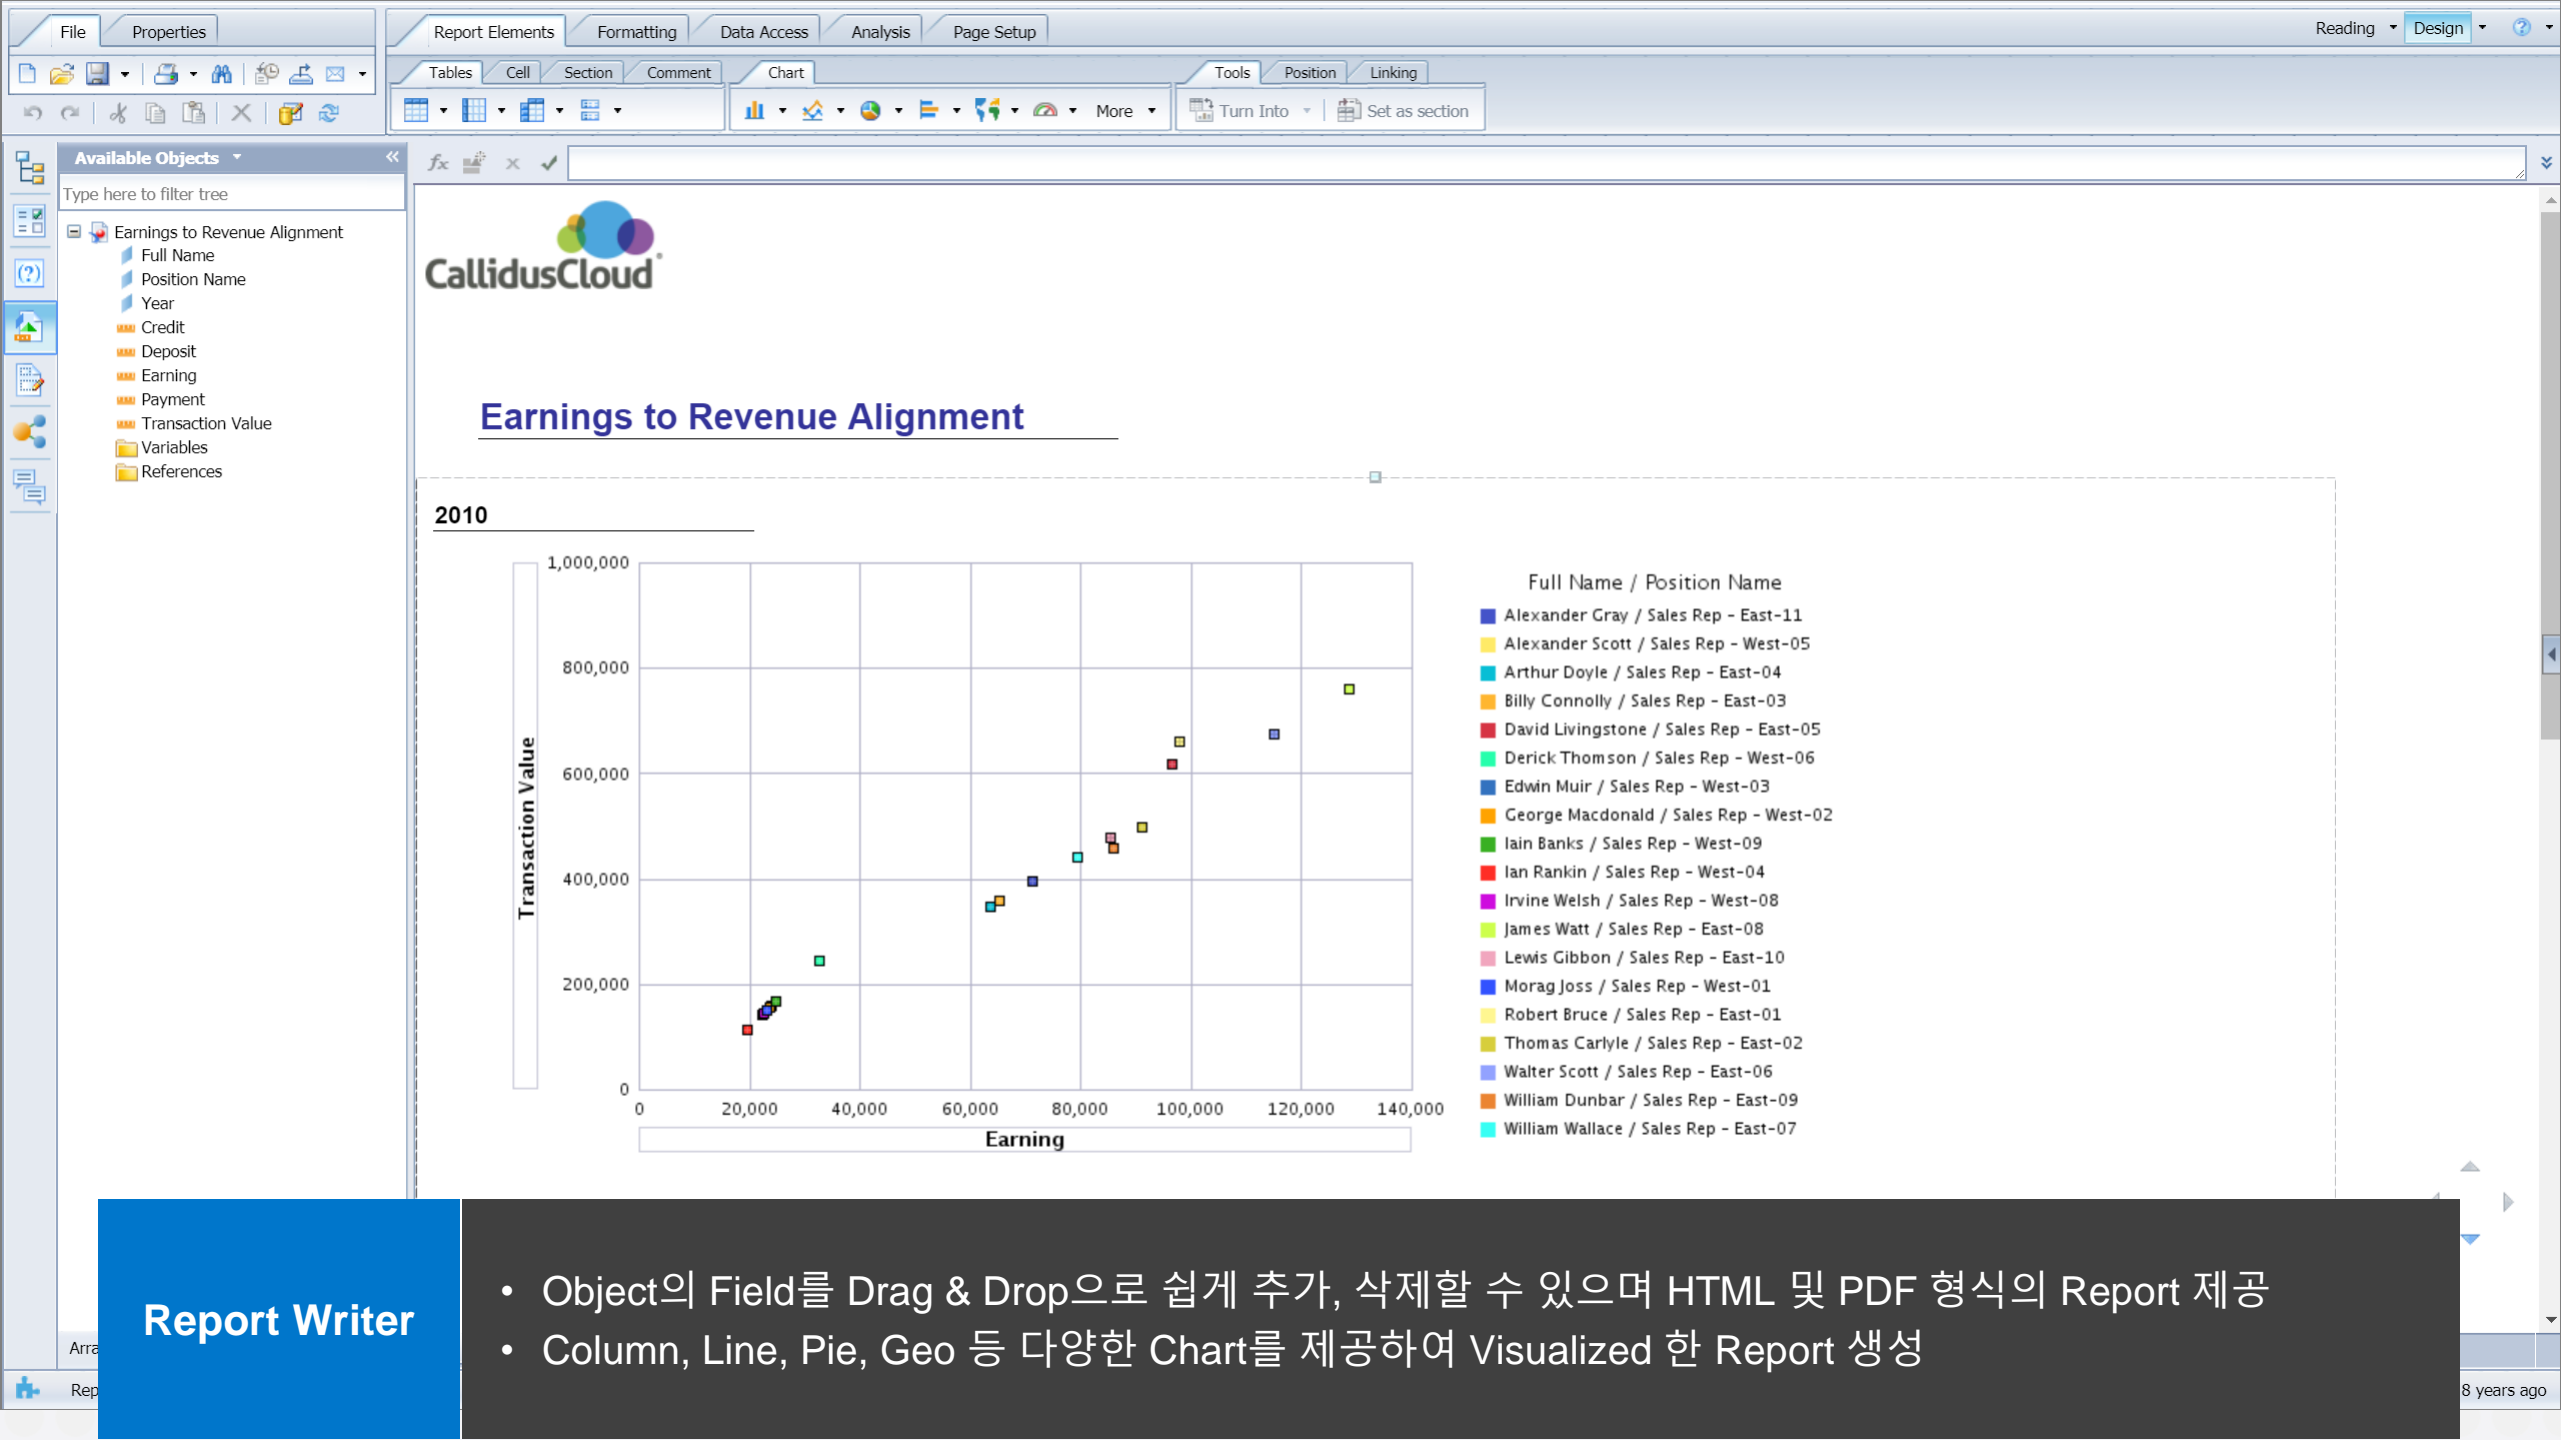 File Properties Report Elements Formatting Data Access Analysis Page Setup Reading Design
Tables Cell Section Comment Chart Tools Position Linking
More Turn Into Set as section
Available Objects
Type here to filter tree
Earnings to Revenue Alignment
Full Name
Position Name
Year
Credit
Deposit
Earning
Payment
Transaction Value
Variables
References
CallidusCloud
Earnings to Revenue Alignment
2010
1,000,000
800,000
600,000
400,000
200,000
0
Transaction Value
0 20,000 40,000 60,000 80,000 100,000 120,000 140,000
Earning
Full Name / Position Name
Alexander Gray / Sales Rep - East-11
Alexander Scott / Sales Rep - West-05
Arthur Doyle / Sales Rep - East-04
Billy Connolly / Sales Rep - East-03
David Livingstone / Sales Rep - East-05
Derick Thomson / Sales Rep - West-06
Edwin Muir / Sales Rep - West-03
George Macdonald / Sales Rep - West-02
Iain Banks / Sales Rep - West-09
Ian Rankin / Sales Rep - West-04
Irvine Welsh / Sales Rep - West-08
James Watt / Sales Rep - East-08
Lewis Gibbon / Sales Rep - East-10
Morag Joss / Sales Rep - West-01
Robert Bruce / Sales Rep - East-01
Thomas Carlyle / Sales Rep - East-02
Walter Scott / Sales Rep - East-06
William Dunbar / Sales Rep - East-09
William Wallace / Sales Rep - East-07
Arra
Rep
8 years ago
Report Writer
• Object의 Field를 Drag & Drop으로 쉽게 추가, 삭제할 수 있으며 HTML 및 PDF 형식의 Report 제공
• Column, Line, Pie, Geo 등 다양한 Chart를 제공하여 Visualized 한 Report 생성